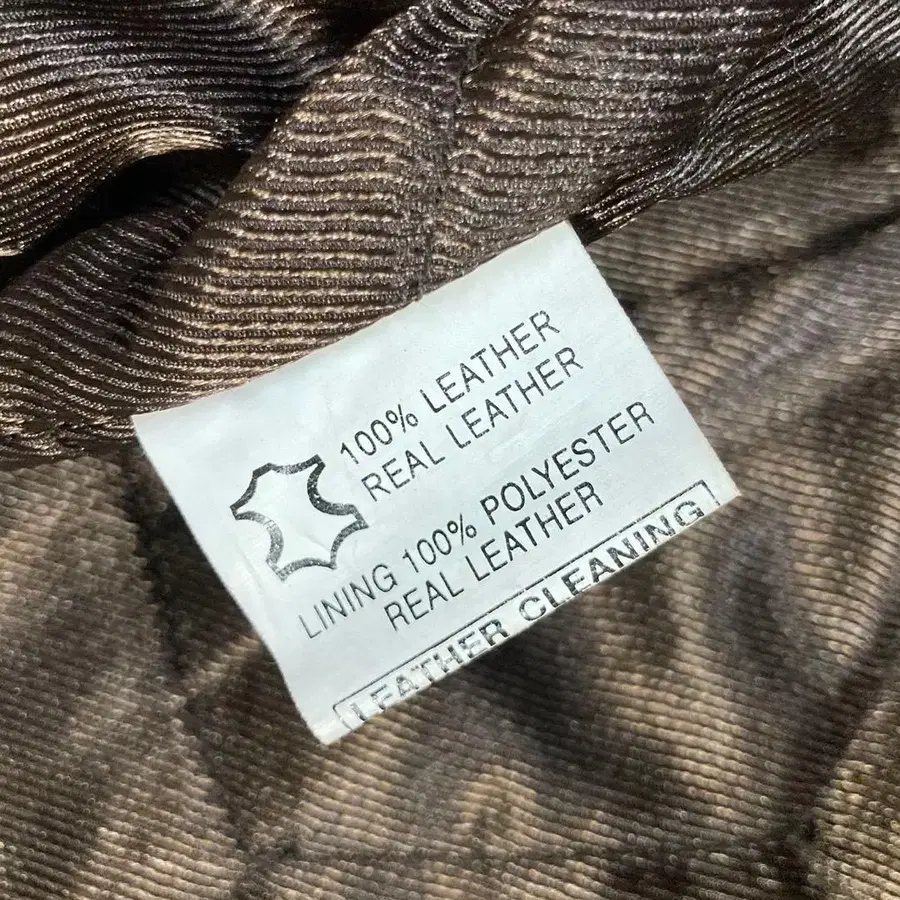 100% LEATHER
REAL LEATHER
LINING 100% POLYESTER
REAL LEATHER
LEATHER CLEANING